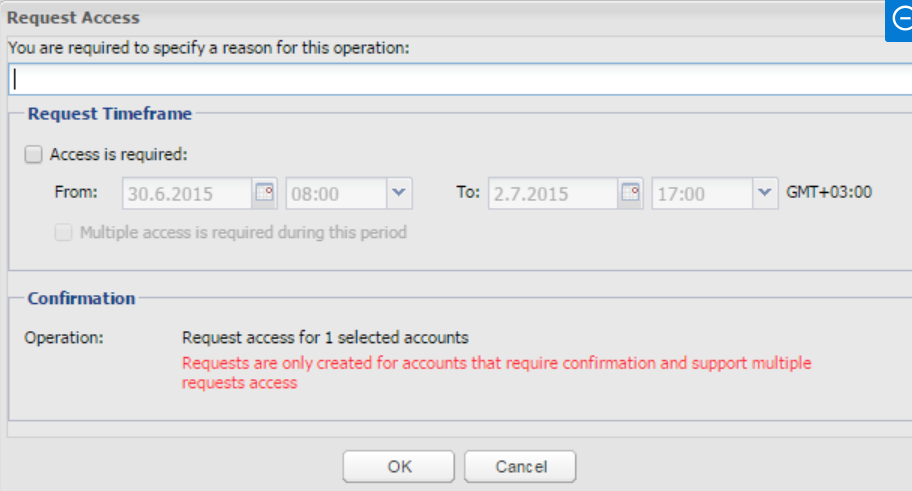 Request Access
You are required to specify a reason for this operation:
Request Timeframe
Access is required:
From: 30.6.2015 08:00 To: 2.7.2015 17:00 GMT+03:00
Multiple access is required during this period
Confirmation
Operation: Request access for 1 selected accounts
Requests are only created for accounts that require confirmation and support multiple
requests access
OK Cancel